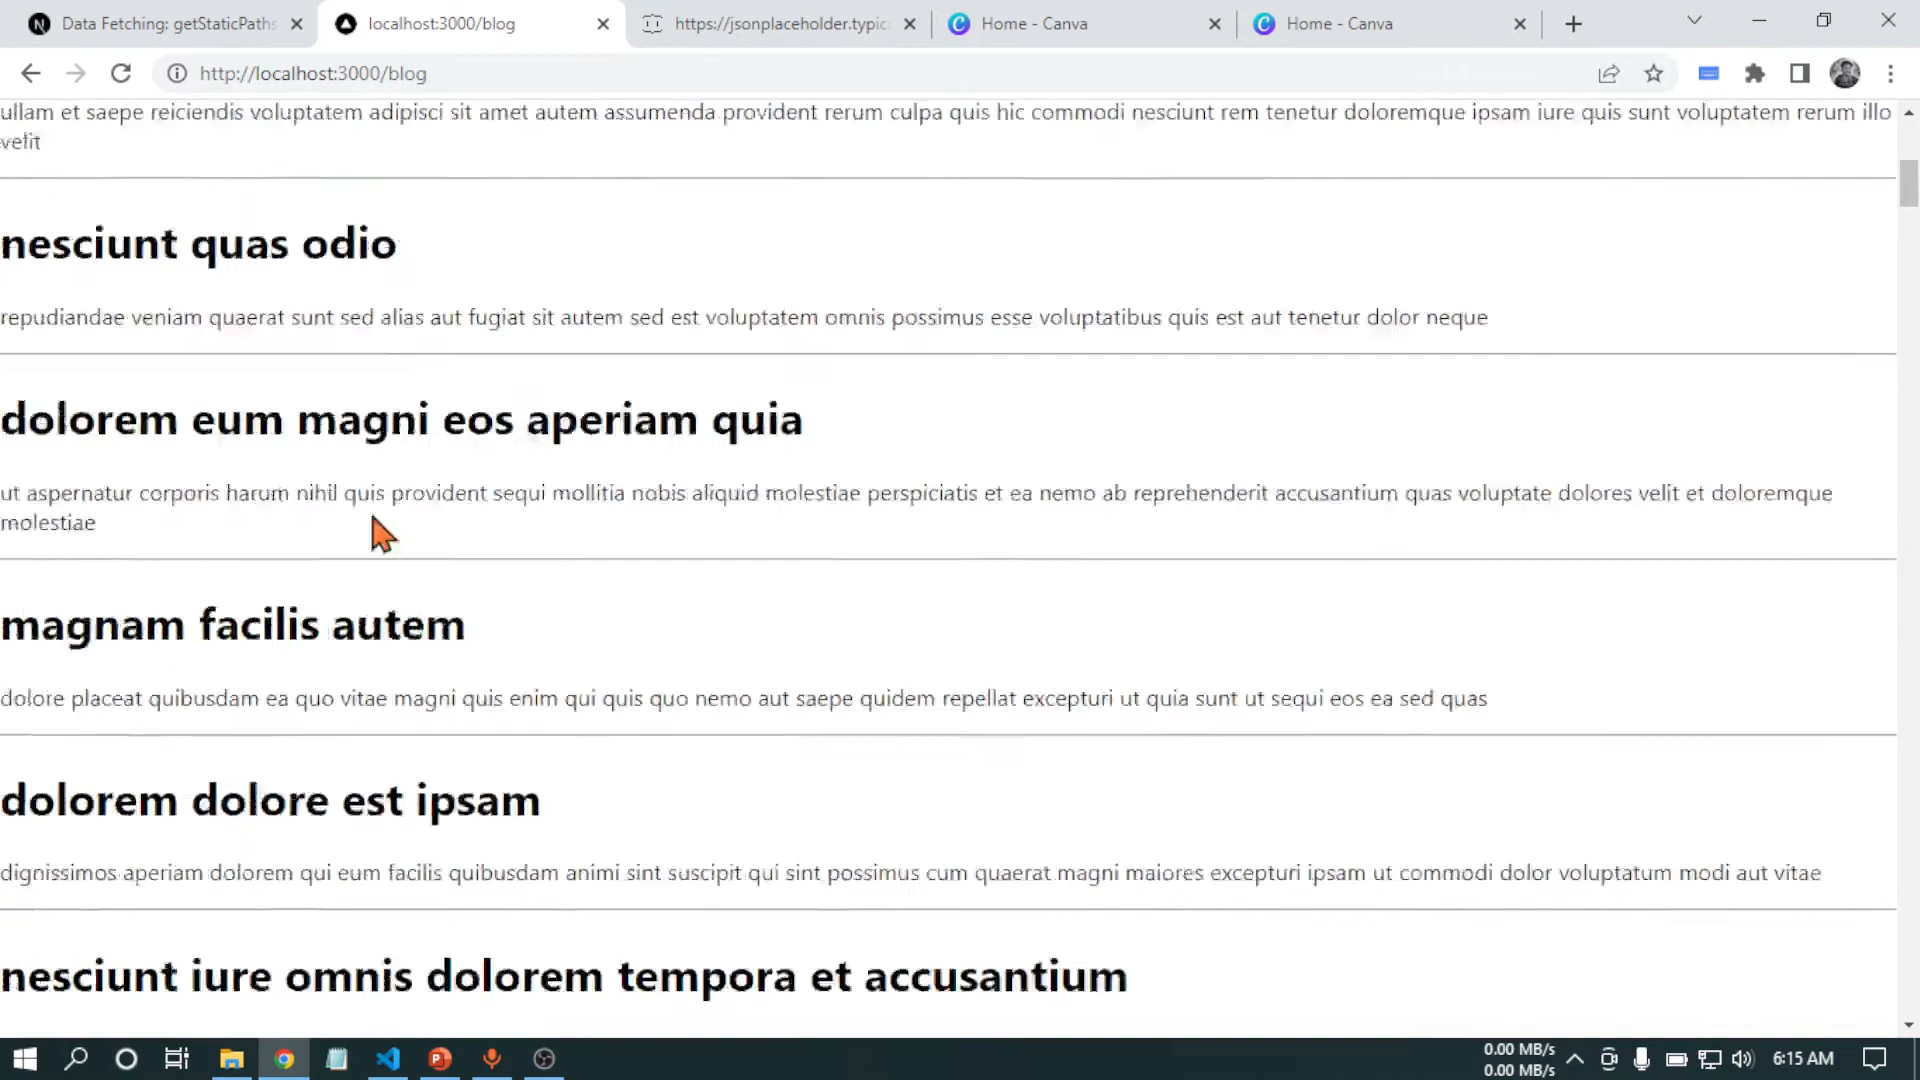 Data Fetching: getStaticPaths
localhost:3000/blog
https://jsonplaceholder.typic
Home - Canva
Home - Canva
http://localhost:3000/blog
ullam et saepe reiciendis voluptatem adipisci sit amet autem assumenda provident rerum culpa quis hic commodi nesciunt rem tenetur doloremque ipsam iure quis sunt voluptatem rerum illo
velit
nesciunt quas odio
repudiandae veniam quaerat sunt sed alias aut fugiat sit autem sed est voluptatem omnis possimus esse voluptatibus quis est aut tenetur dolor neque
dolorem eum magni eos aperiam quia
ut aspernatur corporis harum nihil quis provident sequi mollitia nobis aliquid molestiae perspiciatis et ea nemo ab reprehenderit accusantium quas voluptate dolores velit et doloremque
molestiae
magnam facilis autem
dolore placeat quibusdam ea quo vitae magni quis enim qui quis quo nemo aut saepe quidem repellat excepturi ut quia sunt ut sequi eos ea sed quas
dolorem dolore est ipsam
dignissimos aperiam dolorem qui eum facilis quibusdam animi sint suscipit qui sint possimus cum quaerat magni maiores excepturi ipsam ut commodi dolor voluptatum modi aut vitae
nesciunt iure omnis dolorem tempora et accusantium
0.00 MB/s
0.00 MB/s
6:15 AM